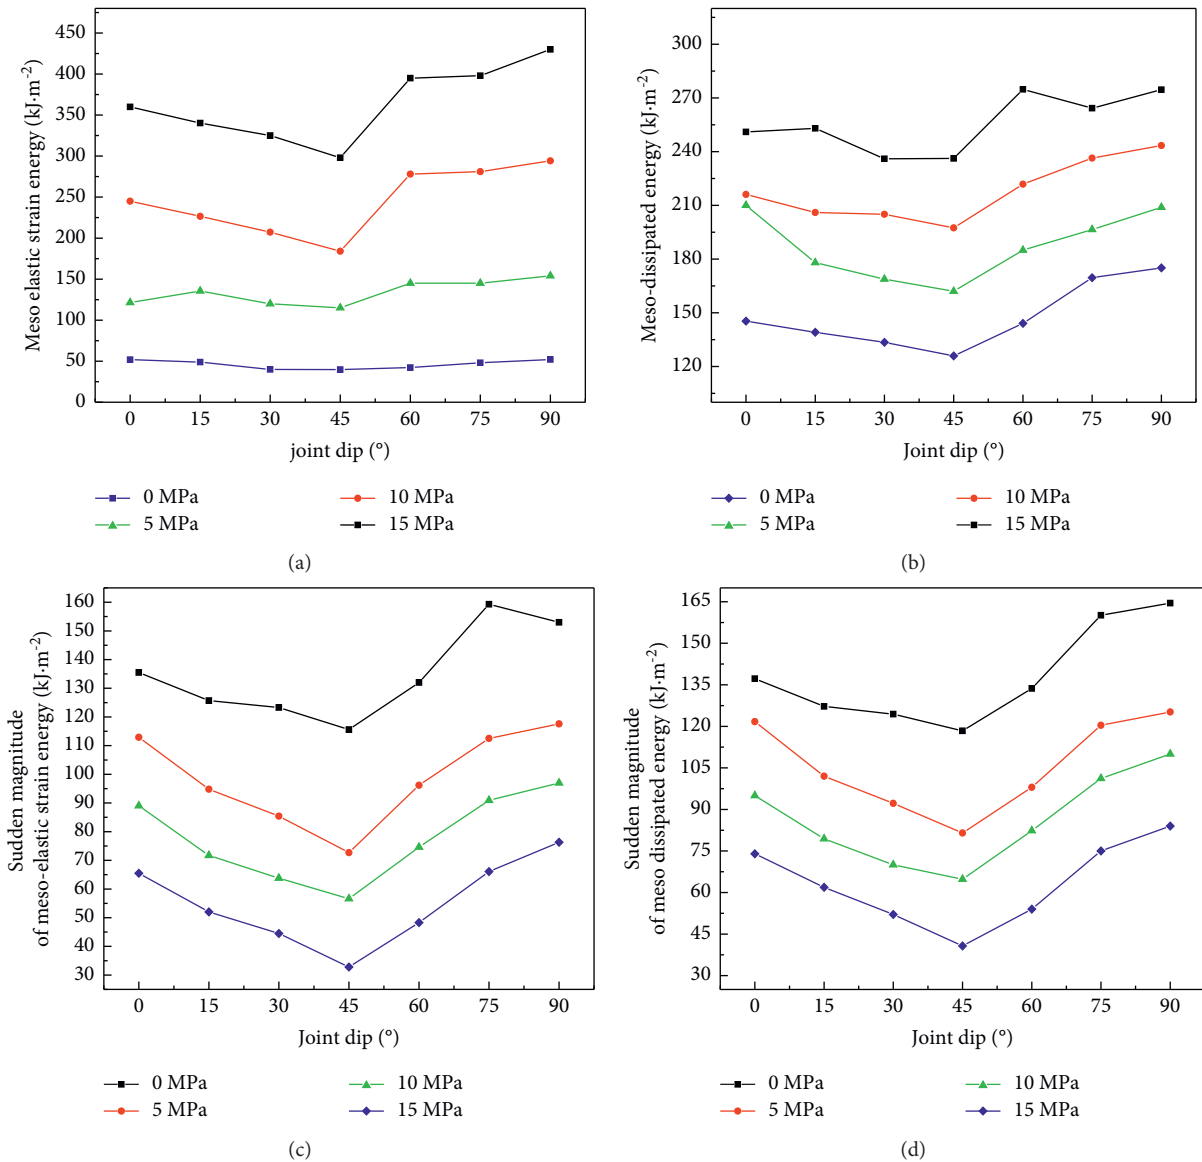 Meso elastic strain energy (kJ·m⁻²)
450
400
350
300
250
200
150
100
50
0
0 15 30 45 60 75 90
joint dip (°)
0 MPa 10 MPa
5 MPa 15 MPa
(a)
Meso-dissipated energy (kJ·m⁻²)
300
270
240
210
180
150
120
0 15 30 45 60 75 90
Joint dip (°)
0 MPa 10 MPa
5 MPa 15 MPa
(b)
Sudden magnitude
of meso-elastic strain energy (kJ·m⁻²)
160
150
140
130
120
110
100
90
80
70
60
50
40
30
0 15 30 45 60 75 90
Joint dip (°)
0 MPa 10 MPa
5 MPa 15 MPa
(c)
Sudden magnitude
of meso dissipated energy (kJ·m⁻²)
165
150
135
120
105
90
75
60
45
30
0 15 30 45 60 75 90
Joint dip (°)
0 MPa 10 MPa
5 MPa 15 MPa
(d)